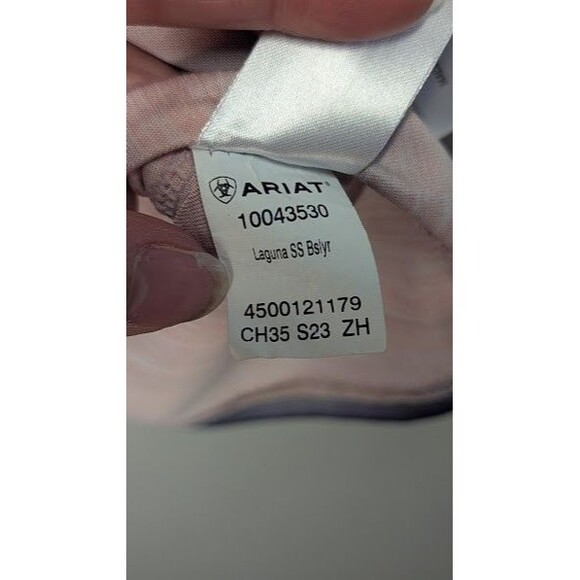 ARIAT
10043530
Laguna SS Bslyr
4500121179
CH35 S23 ZH